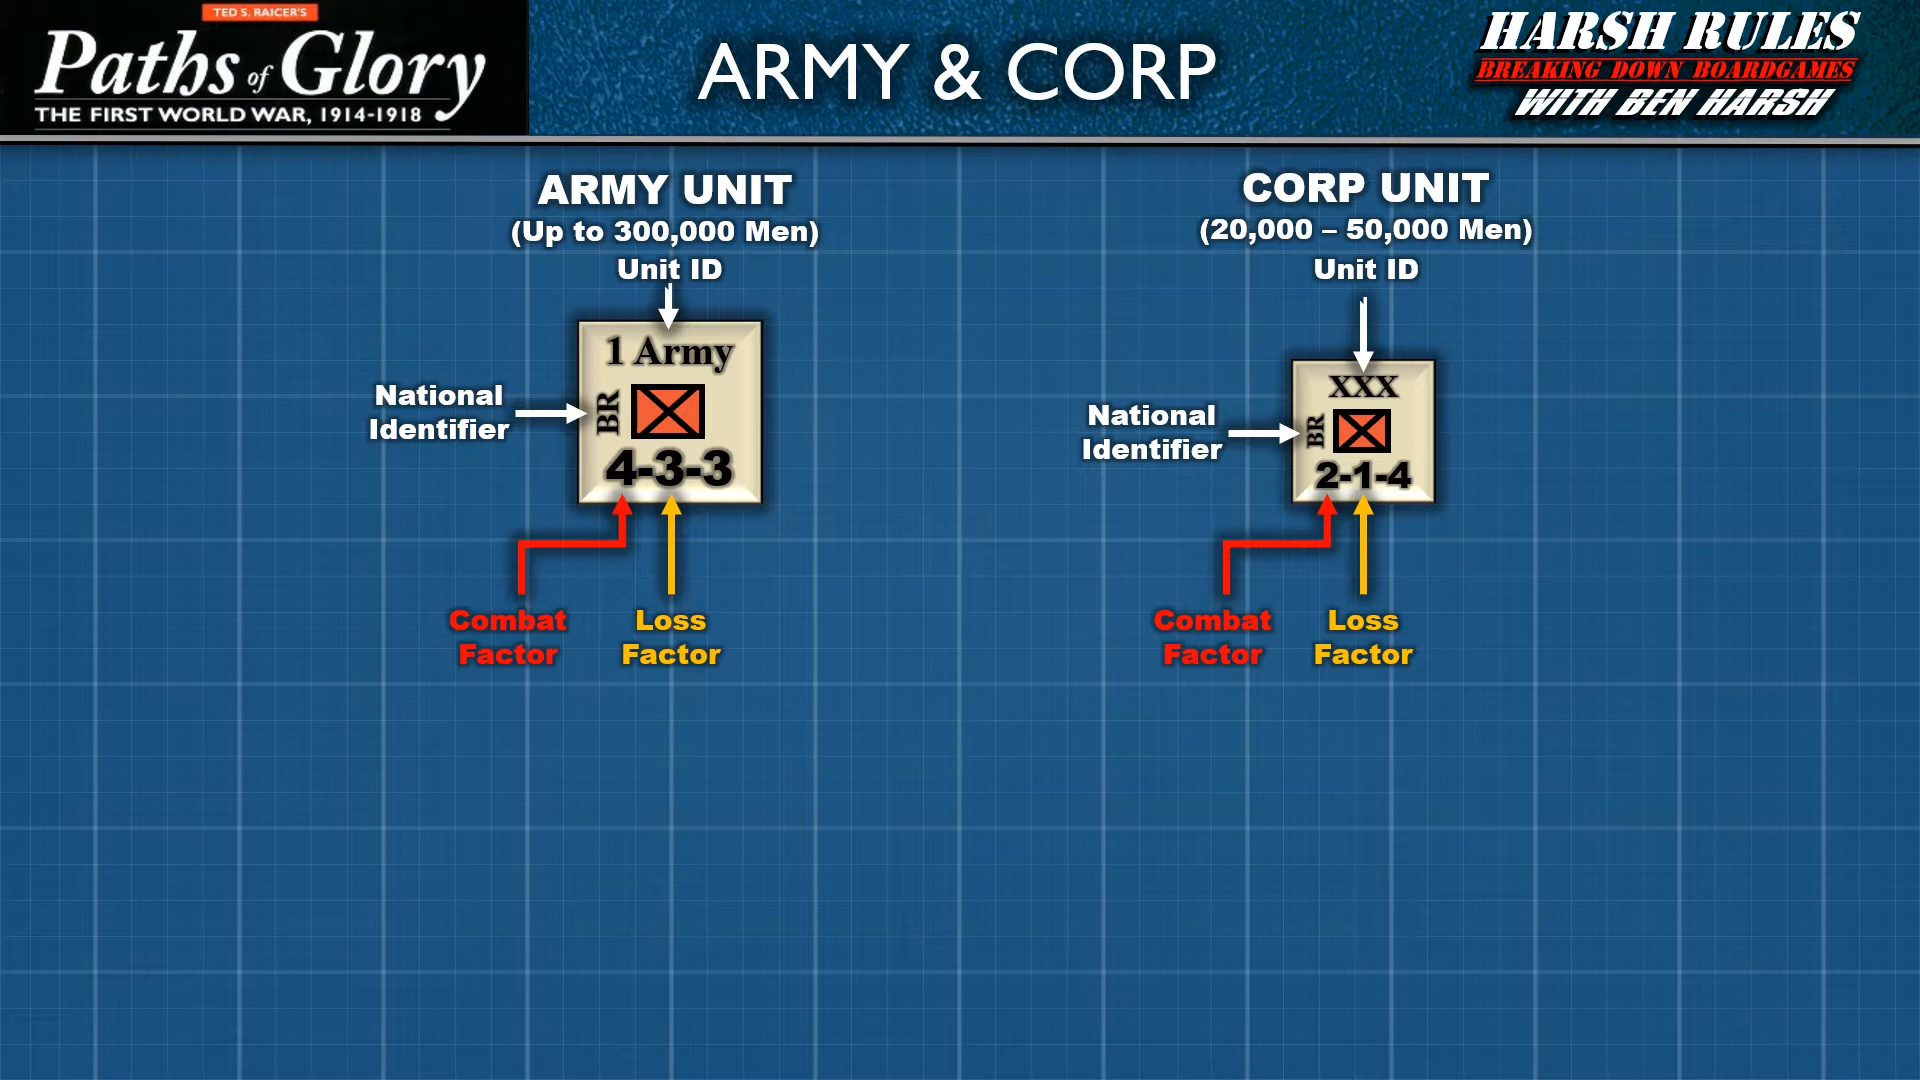 TED S. RAICER'S
Paths of Glory
THE FIRST WORLD WAR, 1914-1918
ARMY & CORP
HARSH RULES
BREAKING DOWN BOARDGAMES
WITH BEN HARSH
ARMY UNIT
(Up to 300,000 Men)
Unit ID
1 Army
National
Identifier
BR
4-3-3
Combat
Factor
Loss
Factor
CORP UNIT
(20,000 – 50,000 Men)
Unit ID
XXX
National
Identifier
BR
2-1-4
Combat
Factor
Loss
Factor